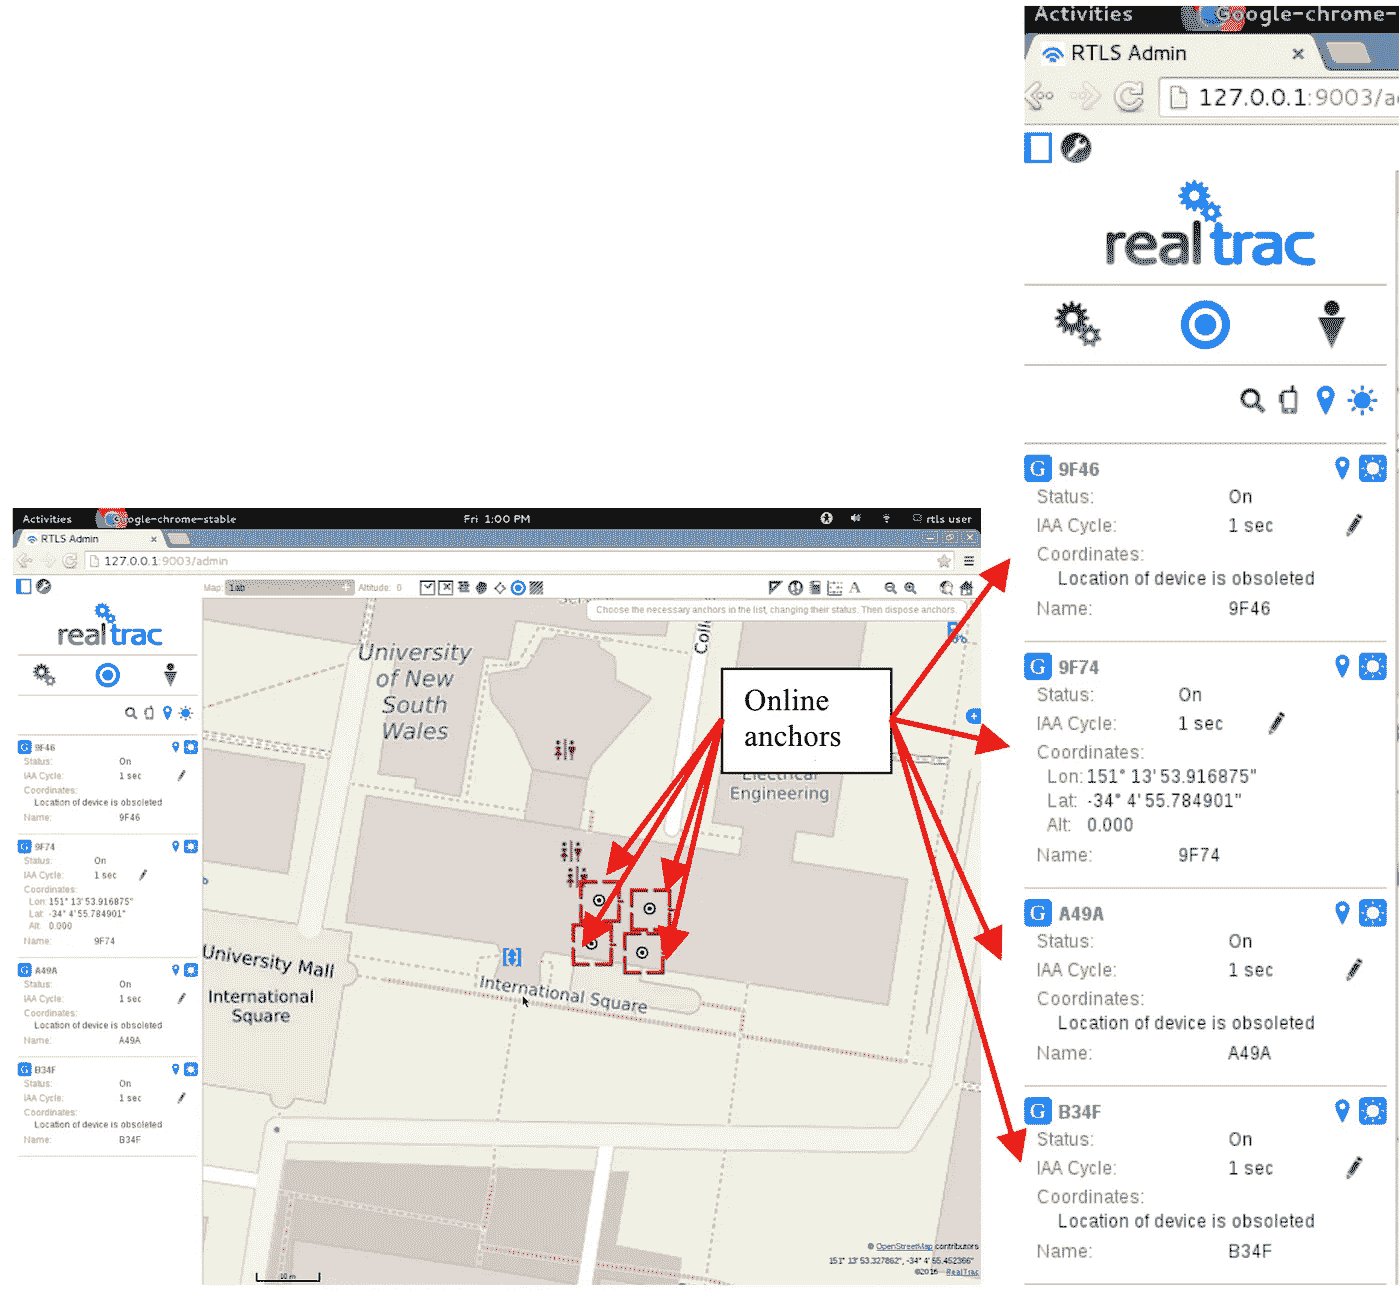 Activities
Google-chrome-
RTLS Admin
127.0.0.1:9003/a
realtrac
G 9F46
Status: On
IAA Cycle: 1 sec
Coordinates:
Location of device is obsoleted
Name: 9F46
G 9F74
Status: On
IAA Cycle: 1 sec
Coordinates:
Lon: 151° 13' 53.916875"
Lat: -34° 4' 55.784901"
Alt: 0.000
Name: 9F74
G A49A
Status: On
IAA Cycle: 1 sec
Coordinates:
Location of device is obsoleted
Name: A49A
G B34F
Status: On
IAA Cycle: 1 sec
Coordinates:
Location of device is obsoleted
Name: B34F
Activities Google-chrome-stable Fri 1:00 PM rtls user
RTLS Admin
127.0.0.1:9003/admin
Map: lab Altitude: 0 A
Choose the necessary anchors in the list, changing their status. Then dispose anchors.
realtrac
G 9F46
Status: On
IAA Cycle: 1 sec
Coordinates:
Location of device is obsoleted
Name: 9F46
G 9F74
Status: On
IAA Cycle: 1 sec
Coordinates:
Lon: 151° 13' 53.916875"
Lat: -34° 4' 55.784901"
Alt: 0.000
Name: 9F74
G A49A
Status: On
IAA Cycle: 1 sec
Coordinates:
Location of device is obsoleted
Name: A49A
G B34F
Status: On
IAA Cycle: 1 sec
Coordinates:
Location of device is obsoleted
Name: B34F
University
of New
South
Wales
Colle
Online
anchors
Electrical
Engineering
University Mall
International
Square
International Square
10 m
© OpenStreetMap contributors
151° 13' 53.327862", -34° 4' 55.452366"
©2016 RealTrac